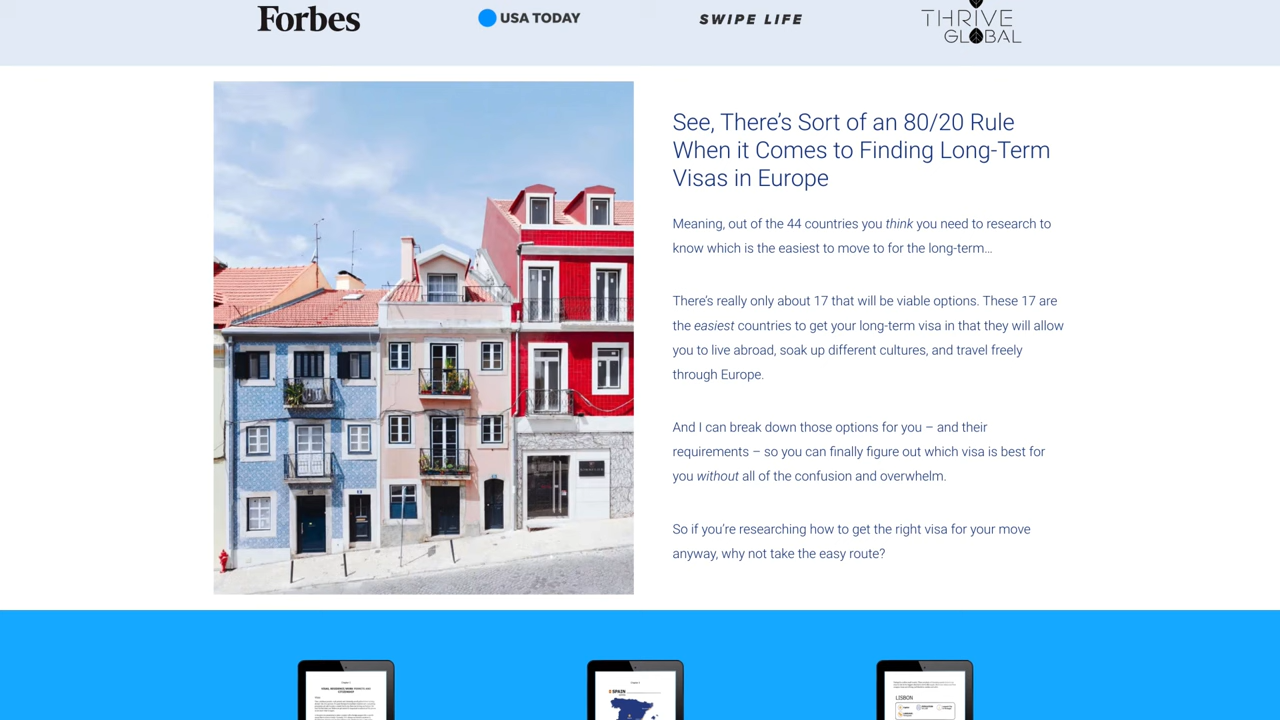 Forbes
USA TODAY
SWIPE LIFE
THRIVE
GLOBAL
See, There's Sort of an 80/20 Rule
When it Comes to Finding Long-Term
Visas in Europe
Meaning, out of the 44 countries you think you need to research to
know which is the easiest to move to for the long-term...
There's really only about 17 that will be viable options. These 17 are
the easiest countries to get your long-term visa in that they will allow
you to live abroad, soak up different cultures, and travel freely
through Europe.
And I can break down those options for you – and their
requirements – so you can finally figure out which visa is best for
you without all of the confusion and overwhelm.
So if you're researching how to get the right visa for your move
anyway, why not take the easy route?
SPAIN
LISBON